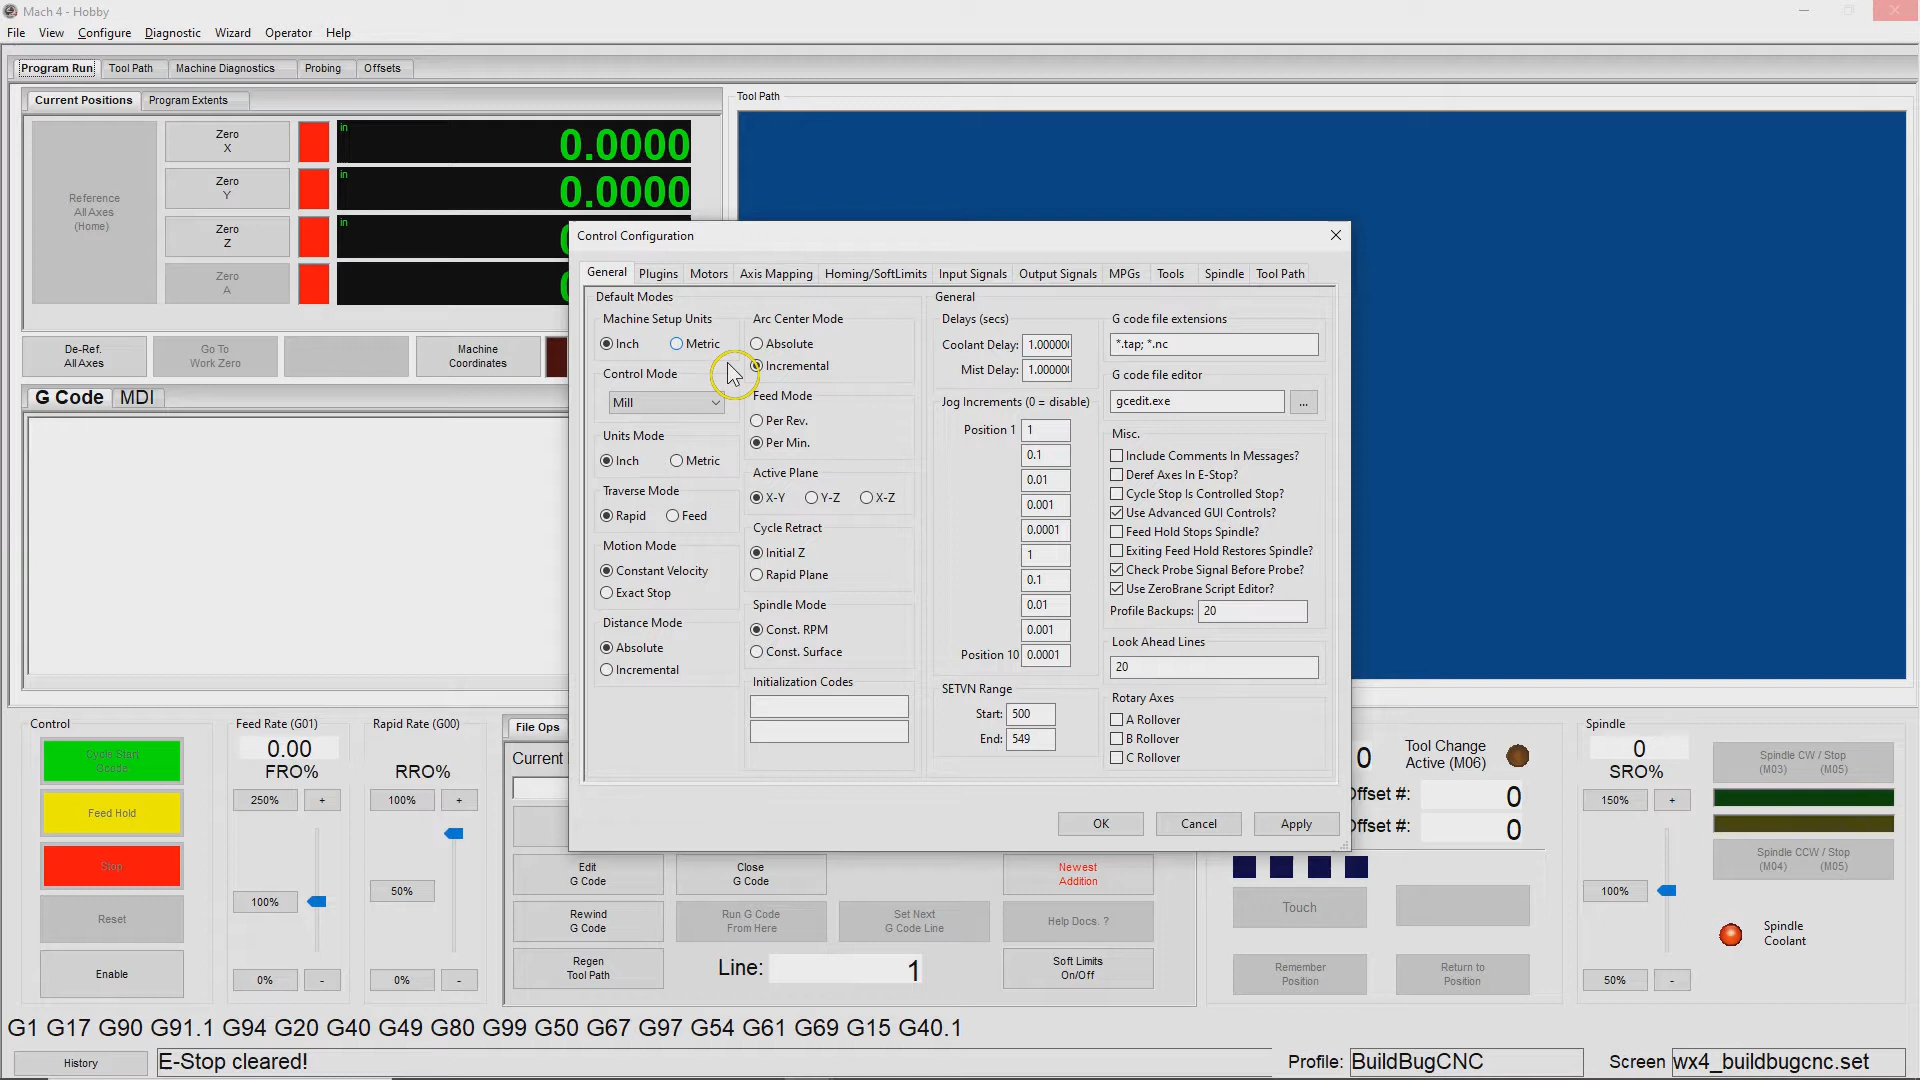 Mach 4 - Hobby
File View Configure Diagnostic Wizard Operator Help
Program Run Tool Path Machine Diagnostics Probing Offsets
Current Positions Program Extents
Tool Path
Reference
All Axes
(Home)
Zero
X
in 0.0000
Zero
Y
in 0.0000
Zero
Z
in
Zero
A
in
De-Ref.
All Axes
Go To
Work Zero
Machine
Coordinates
G Code MDI
Control Configuration
General Plugins Motors Axis Mapping Homing/SoftLimits Input Signals Output Signals MPGs Tools Spindle Tool Path
Default Modes
Machine Setup Units
Inch Metric
Control Mode
Mill
Units Mode
Inch Metric
Traverse Mode
Rapid Feed
Motion Mode
Constant Velocity
Exact Stop
Distance Mode
Absolute
Incremental
Arc Center Mode
Absolute
Incremental
Feed Mode
Per Rev.
Per Min.
Active Plane
X-Y Y-Z X-Z
Cycle Retract
Initial Z
Rapid Plane
Spindle Mode
Const. RPM
Const. Surface
Initialization Codes
General
Delays (secs)
Coolant Delay: 1.00000
Mist Delay: 1.00000
Jog Increments (0 = disable)
Position 1 1
0.1
0.01
0.001
0.0001
1
0.1
0.01
0.001
Position 10 0.0001
SETVN Range
Start: 500
End: 549
G code file extensions
*.tap; *.nc
G code file editor
gcedit.exe ...
Misc.
Include Comments In Messages?
Deref Axes In E-Stop?
Cycle Stop Is Controlled Stop?
Use Advanced GUI Controls?
Feed Hold Stops Spindle?
Exiting Feed Hold Restores Spindle?
Check Probe Signal Before Probe?
Use ZeroBrane Script Editor?
Profile Backups: 20
Look Ahead Lines
20
Rotary Axes
A Rollover
B Rollover
C Rollover
OK Cancel Apply
Control
Cycle Start
Gcode
Feed Hold
Stop
Reset
Enable
Feed Rate (G01)
0.00
FRO%
250% +
100%
0% -
Rapid Rate (G00)
RRO%
100% +
50%
0% -
File Ops
Current
Edit
G Code
Close
G Code
Newest
Addition
Rewind
G Code
Run G Code
From Here
Set Next
G Code Line
Help Docs. ?
Regen
Tool Path
Line: 1
Soft Limits
On/Off
0
Tool Change
Active (M06)
Offset #: 0
Offset #: 0
Touch
Remember
Position
Return to
Position
Spindle
0
SRO%
150% +
100%
50% -
Spindle CW / Stop
(M03) (M05)
Spindle CCW / Stop
(M04) (M05)
Spindle
Coolant
G1 G17 G90 G91.1 G94 G20 G40 G49 G80 G99 G50 G67 G97 G54 G61 G69 G15 G40.1
History E-Stop cleared! Profile: BuildBugCNC Screen wx4_buildbugcnc.set